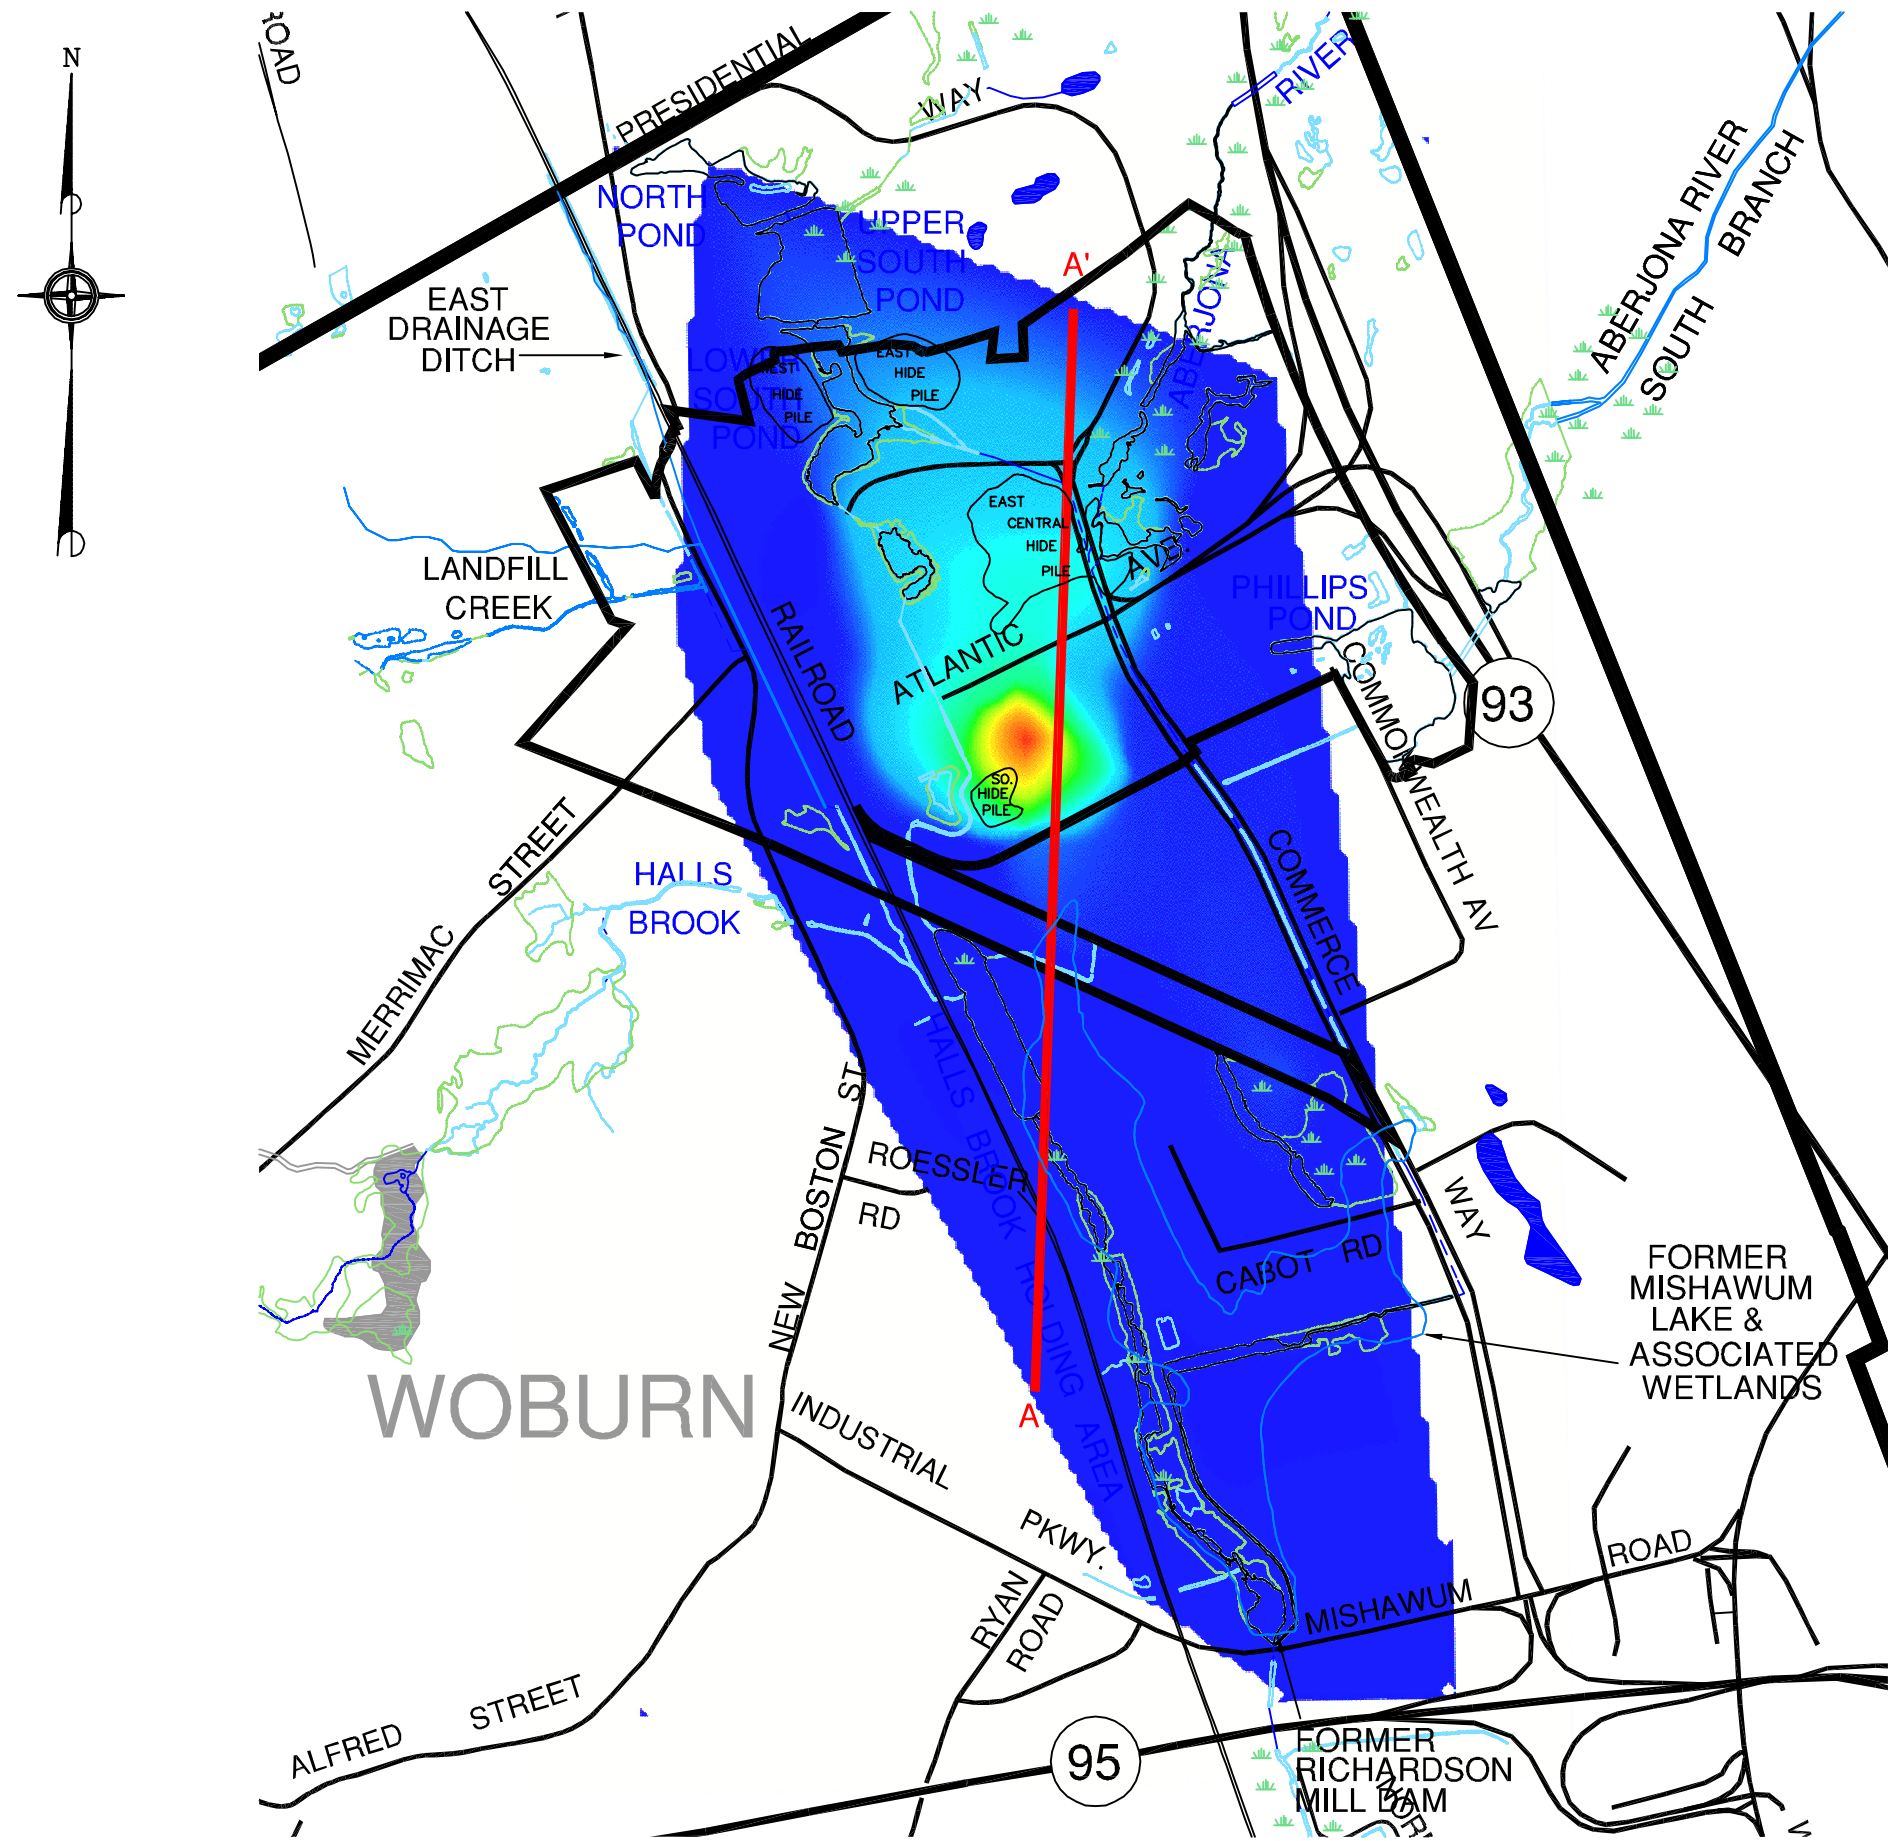 N
ROAD
PRESIDENTIAL
WAY
RIVER
NORTH
POND
UPPER
SOUTH
POND
A'
ABERJONA
ABERJONA RIVER
SOUTH BRANCH
EAST
DRAINAGE
DITCH
LOWER
SOUTH
POND
WEST
HIDE
PILE
EAST
HIDE
PILE
EAST
CENTRAL
HIDE
PILE
LANDFILL
CREEK
RAILROAD
ATLANTIC
AVE.
PHILLIPS
POND
COMMONWEALTH AV
93
SO.
HIDE
PILE
MERRIMAC STREET
HALLS
BROOK
COMMERCE
WAY
HALLS BROOK HOLDING AREA
NEW BOSTON ST
ROESSLER
RD
CABOT RD
FORMER
MISHAWUM
LAKE &
ASSOCIATED
WETLANDS
WOBURN
A
INDUSTRIAL
PKWY.
RYAN
ROAD
MISHAWUM
ROAD
ALFRED STREET
95
FORMER
RICHARDSON
MILL DAM